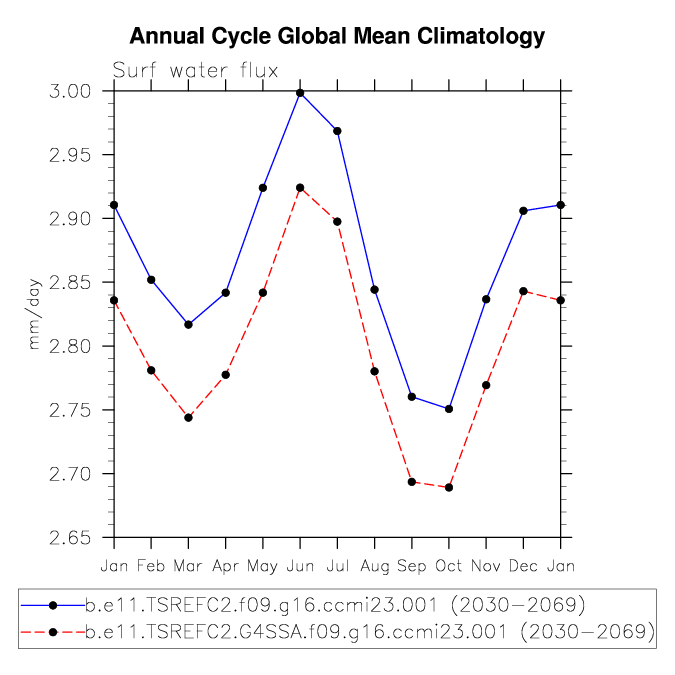 Annual Cycle Global Mean Climatology
Surf water flux
3.00
2.95
2.90
2.85
2.80
2.75
2.70
2.65
mm/day
Jan Feb Mar Apr May Jun Jul Aug Sep Oct Nov Dec Jan
b.e11.TSREFC2.f09.g16.ccmi23.001 (2030-2069)
b.e11.TSREFC2.G4SSA.f09.g16.ccmi23.001 (2030-2069)